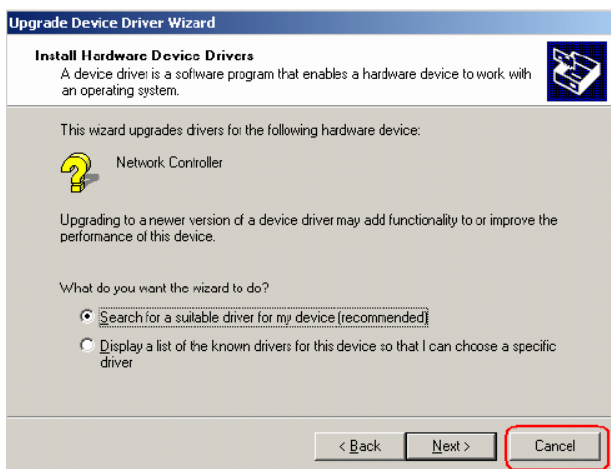 Upgrade Device Driver Wizard
Install Hardware Device Drivers
A device driver is a software program that enables a hardware device to work with
an operating system.
This wizard upgrades drivers for the following hardware device:
Network Controller
Upgrading to a newer version of a device driver may add functionality to or improve the
performance of this device.
What do you want the wizard to do?
Search for a suitable driver for my device (recommended)
Display a list of the known drivers for this device so that I can choose a specific
driver
< Back Next > Cancel